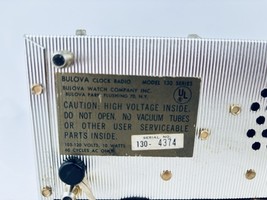 BULOVA CLOCK RADIO MODEL 130 SERIES
BULOVA WATCH COMPANY INC.
BULOVA PARK FLUSHING 70, N.Y.
UL
CAUTION: HIGH VOLTAGE INSIDE.
DO NOT OPEN. NO VACUUM TUBES
OR OTHER USER SERVICEABLE
PARTS INSIDE.
SERIAL NO.
130- 4374
105-120 VOLTS, 15 WATTS,
60 CYCLES AC ONLY